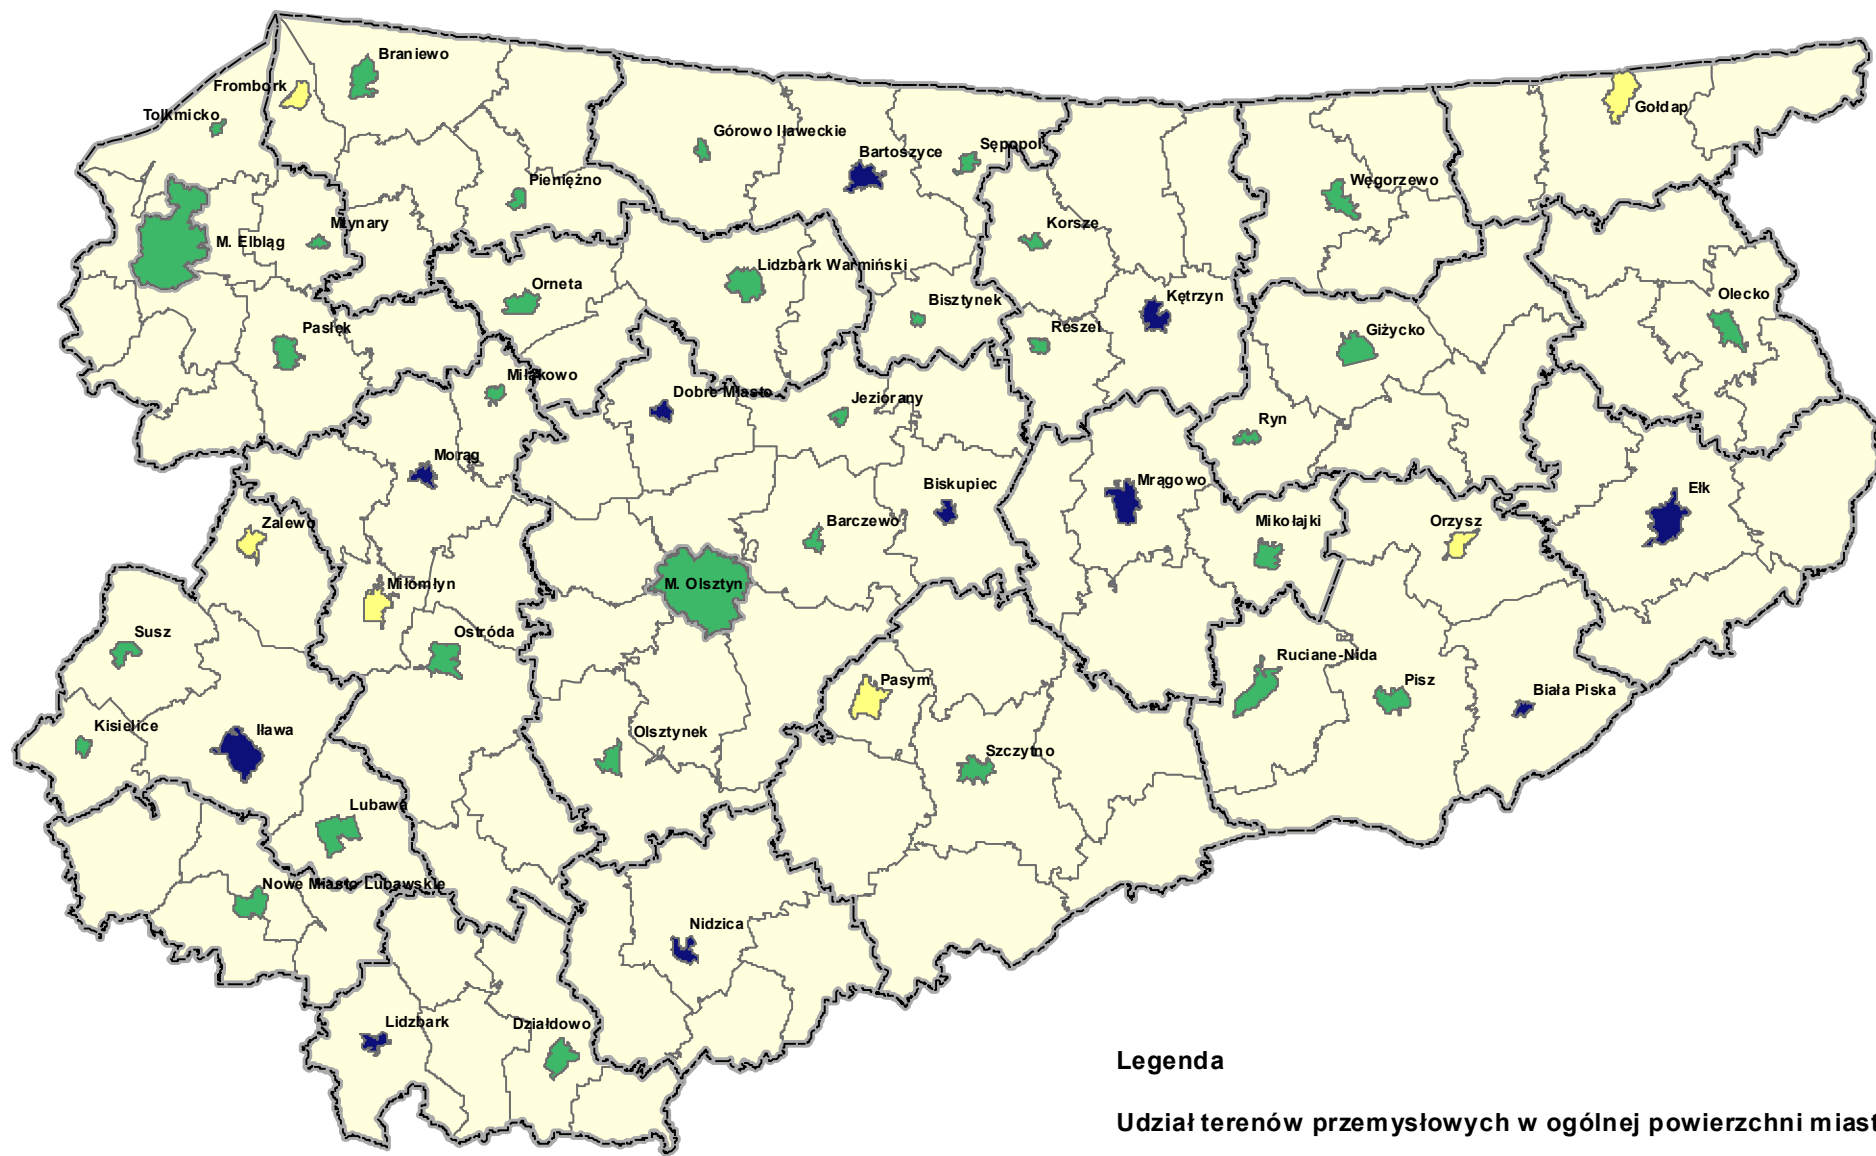 Braniewo
Frombork
Gołdap
Tolkmicko
Górowo Iławeckie
Bartoszyce
Sępopol
Pieniężno
Węgorzewo
M. Elbląg
Młynary
Korsze
Lidzbark Warmiński
Orneta
Bisztynek
Kętrzyn
Olecko
Pasłęk
Reszel
Giżycko
Miłakowo
Dobre Miasto
Jeziorany
Ryn
Morąg
Mrągowo
Biskupiec
Ełk
Zalewo
Barczewo
Mikołajki
Orzysz
Miłomłyn
M. Olsztyn
Susz
Ostróda
Ruciane-Nida
Pasym
Pisz
Biała Piska
Kisielice
Iława
Olsztynek
Szczytno
Lubawa
Nowe Miasto Lubawskie
Nidzica
Lidzbark
Działdowo
Legenda
Udział terenów przemysłowych w ogólnej powierzchni miast